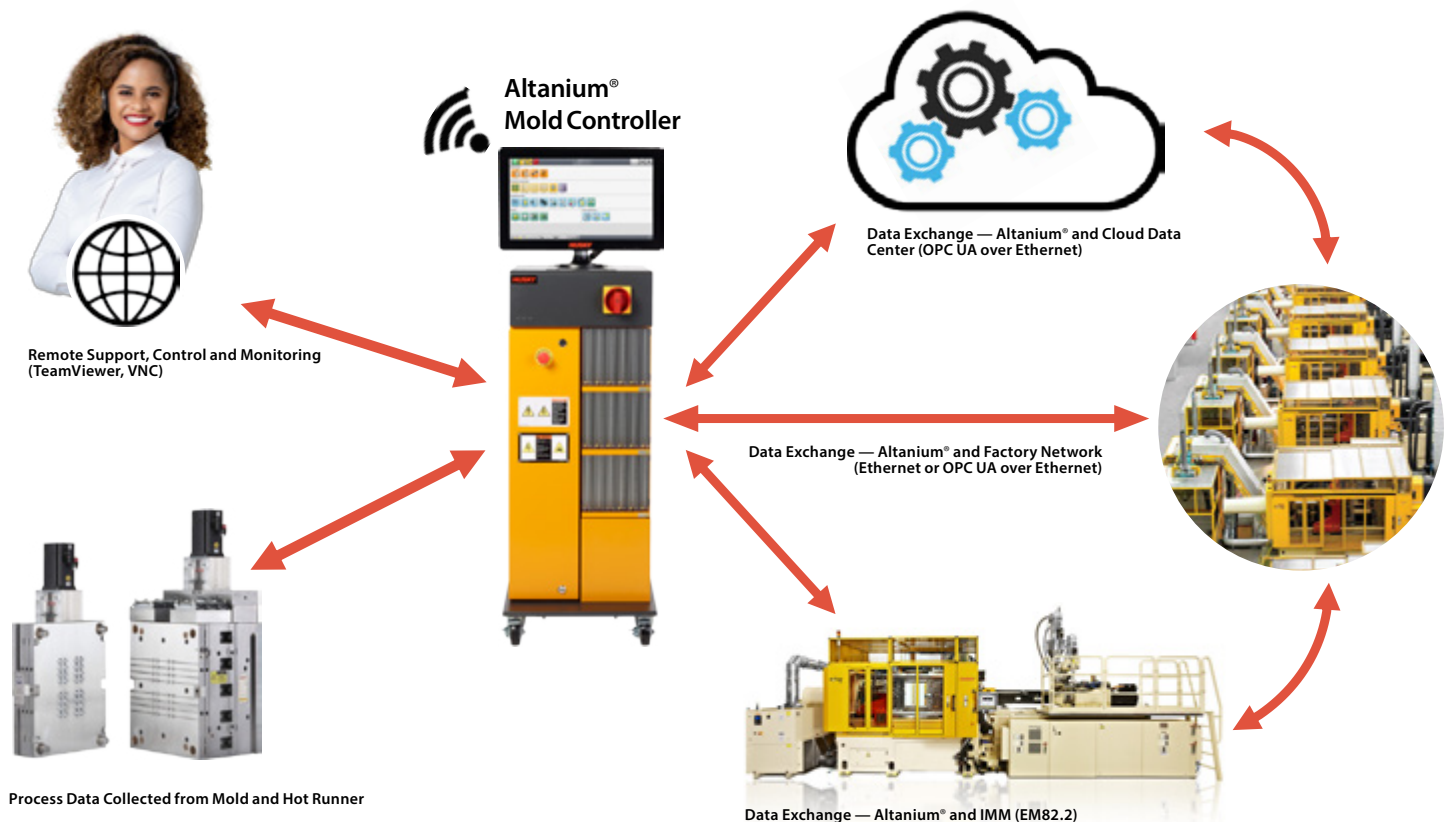 Altanium®
Mold Controller
HUSKY
HUSKY
Data Exchange — Altanium® and Cloud Data
Center (OPC UA over Ethernet)
Remote Support, Control and Monitoring
(TeamViewer, VNC)
Data Exchange — Altanium® and Factory Network
(Ethernet or OPC UA over Ethernet)
Process Data Collected from Mold and Hot Runner
Data Exchange — Altanium® and IMM (EM82.2)